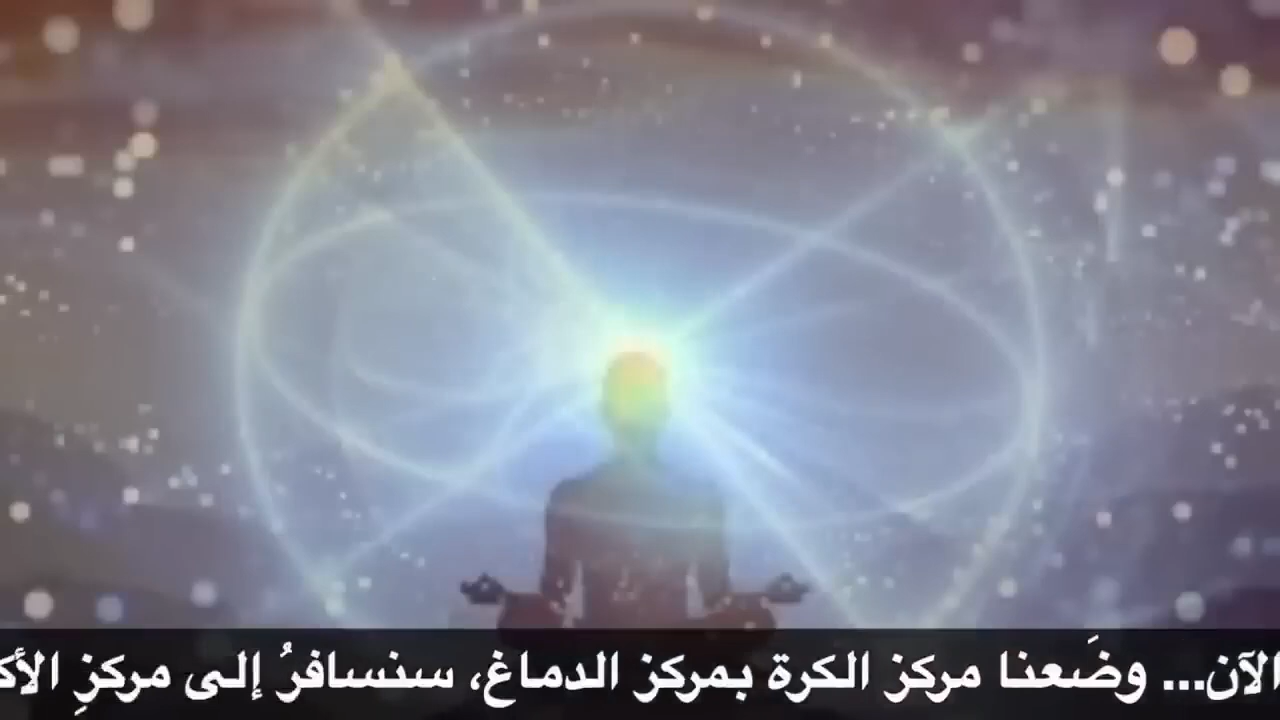 الآن... وضَعنا مركز الكرة بمركز الدماغ، سنسافرُ إلى مركزِ